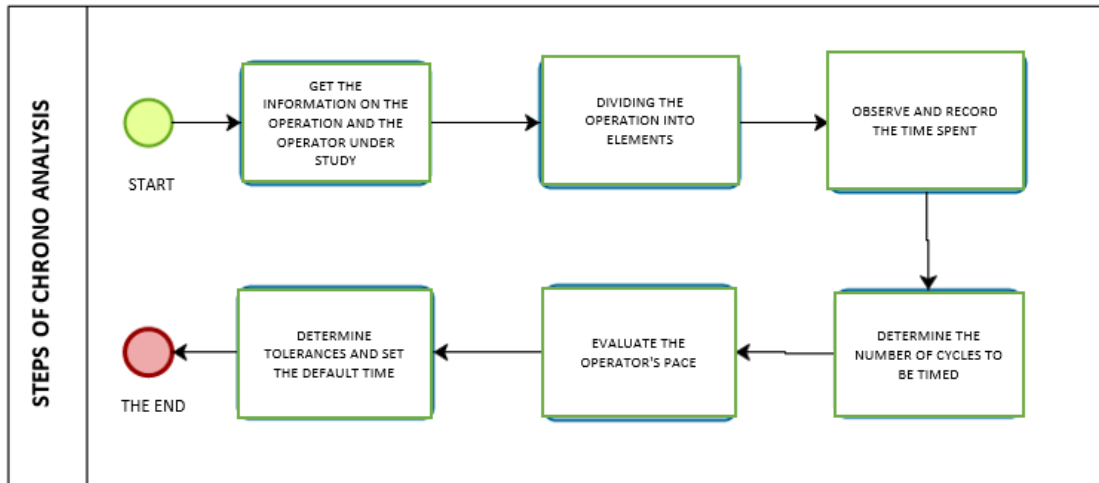 STEPS OF CHRONO ANALYSIS
START
GET THE
INFORMATION ON THE
OPERATION AND THE
OPERATOR UNDER
STUDY
DIVIDING THE
OPERATION INTO
ELEMENTS
OBSERVE AND RECORD
THE TIME SPENT
DETERMINE THE
NUMBER OF CYCLES TO
BE TIMED
EVALUATE THE
OPERATOR'S PACE
DETERMINE
TOLERANCES AND SET
THE DEFAULT TIME
THE END